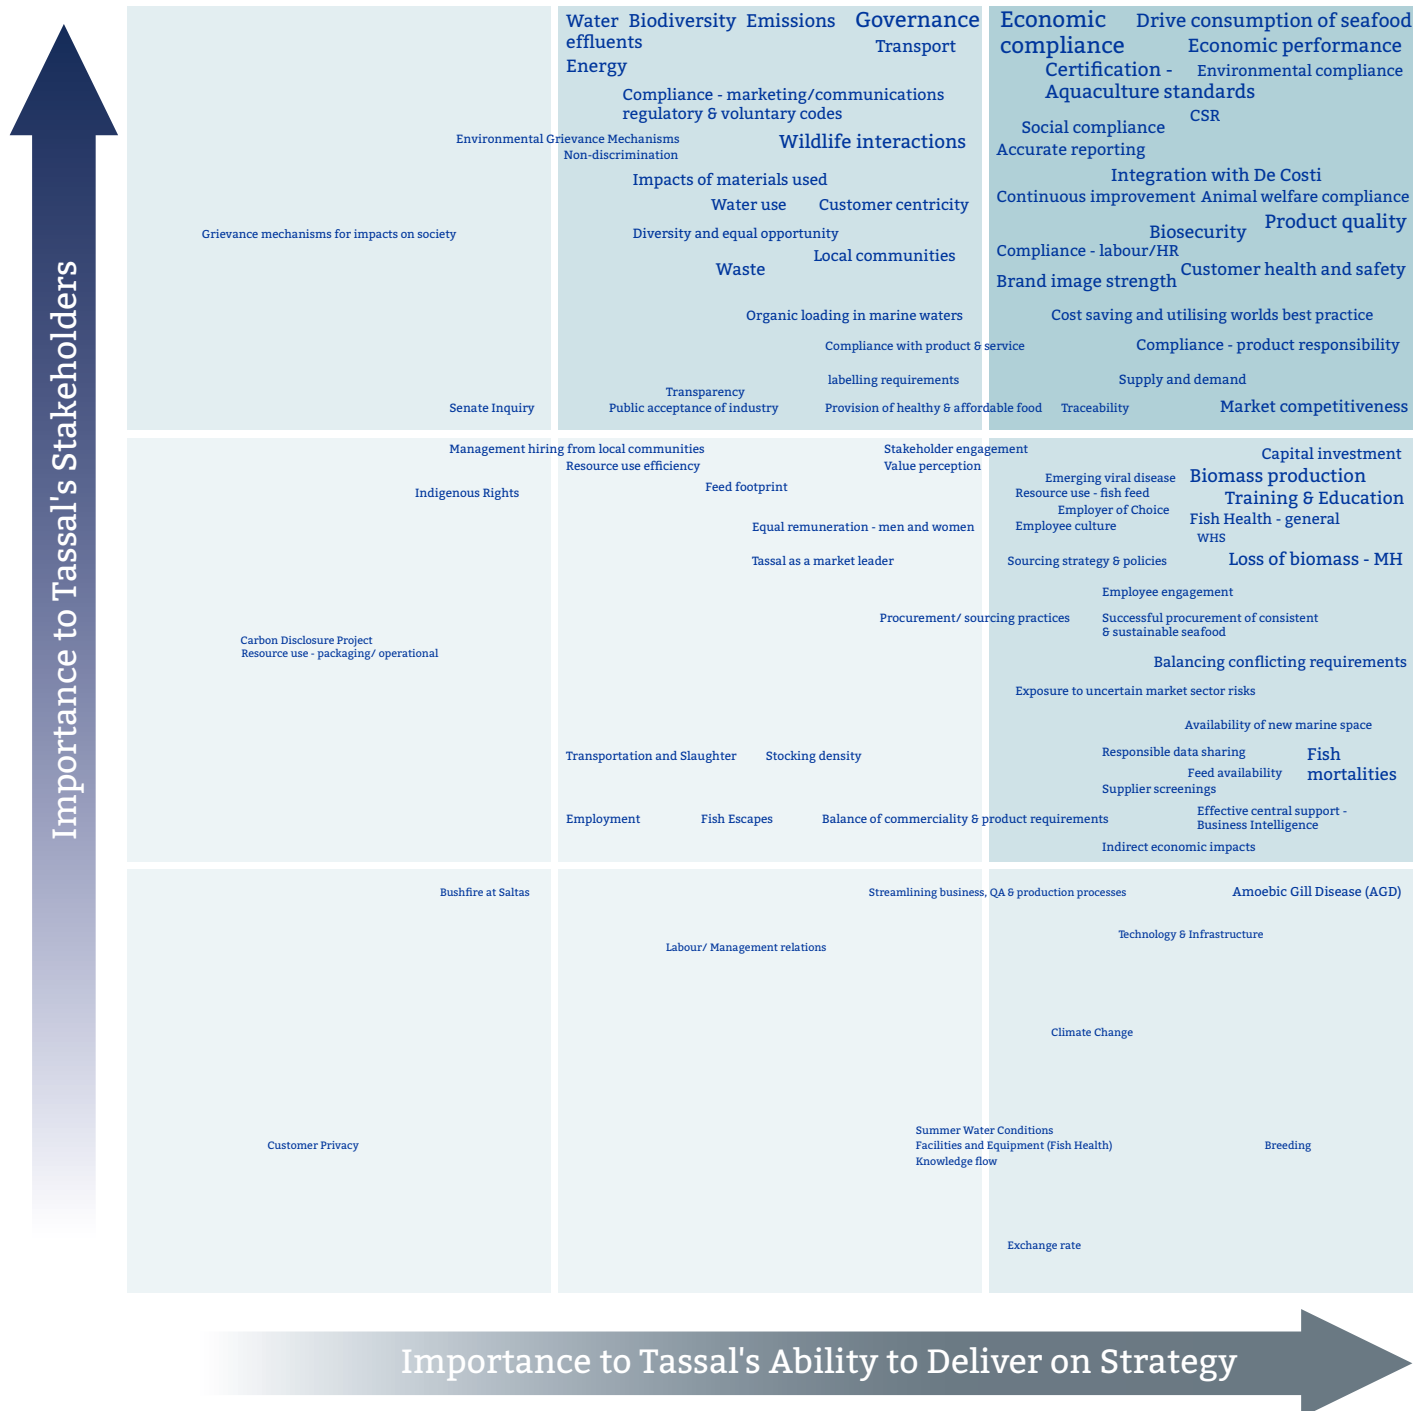 Importance to Tassal's Stakeholders
Water effluents
Biodiversity
Emissions
Governance
Transport
Energy
Compliance - marketing/communications
regulatory & voluntary codes
Environmental Grievance Mechanisms
Non-discrimination
Wildlife interactions
Impacts of materials used
Water use
Customer centricity
Grievance mechanisms for impacts on society
Diversity and equal opportunity
Local communities
Waste
Organic loading in marine waters
Compliance with product & service
labelling requirements
Transparency
Senate Inquiry
Public acceptance of industry
Provision of healthy & affordable food
Economic
compliance
Drive consumption of seafood
Economic performance
Certification -
Aquaculture standards
Environmental compliance
CSR
Social compliance
Accurate reporting
Integration with De Costi
Continuous improvement
Animal welfare compliance
Product quality
Biosecurity
Compliance - labour/HR
Customer health and safety
Brand image strength
Cost saving and utilising worlds best practice
Compliance - product responsibility
Supply and demand
Traceability
Market competitiveness
Management hiring from local communities
Resource use efficiency
Indigenous Rights
Feed footprint
Stakeholder engagement
Value perception
Equal remuneration - men and women
Tassal as a market leader
Procurement/ sourcing practices
Carbon Disclosure Project
Resource use - packaging/ operational
Transportation and Slaughter
Stocking density
Employment
Fish Escapes
Balance of commerciality & product requirements
Capital investment
Emerging viral disease
Biomass production
Resource use - fish feed
Training & Education
Employer of Choice
Fish Health - general
Employee culture
WHS
Sourcing strategy & policies
Loss of biomass - MH
Employee engagement
Successful procurement of consistent
& sustainable seafood
Balancing conflicting requirements
Exposure to uncertain market sector risks
Availability of new marine space
Responsible data sharing
Fish
mortalities
Feed availability
Supplier screenings
Effective central support -
Business Intelligence
Indirect economic impacts
Bushfire at Saltas
Streamlining business, QA & production processes
Amoebic Gill Disease (AGD)
Technology & Infrastructure
Labour/ Management relations
Climate Change
Summer Water Conditions
Customer Privacy
Facilities and Equipment (Fish Health)
Breeding
Knowledge flow
Exchange rate
Importance to Tassal's Ability to Deliver on Strategy